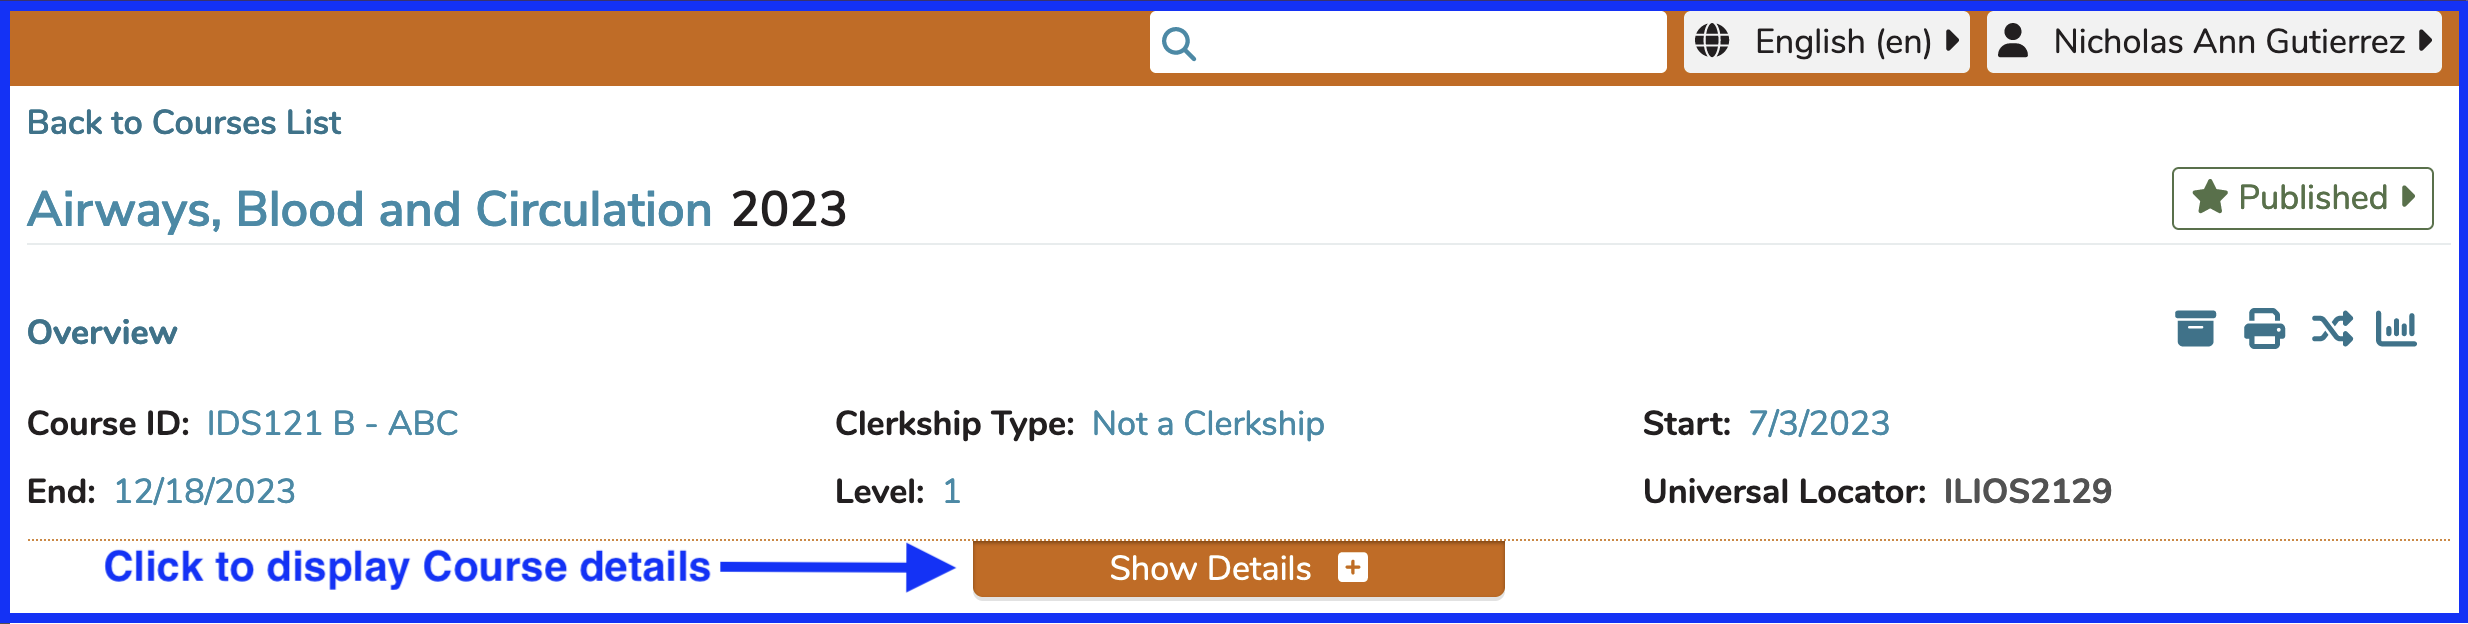 English (en)
Nicholas Ann Gutierrez
Back to Courses List
Airways, Blood and Circulation 2023
Published
Overview
Course ID: IDS121 B - ABC
Clerkship Type: Not a Clerkship
Start: 7/3/2023
End: 12/18/2023
Level: 1
Universal Locator: ILIOS2129
Click to display Course details
Show Details